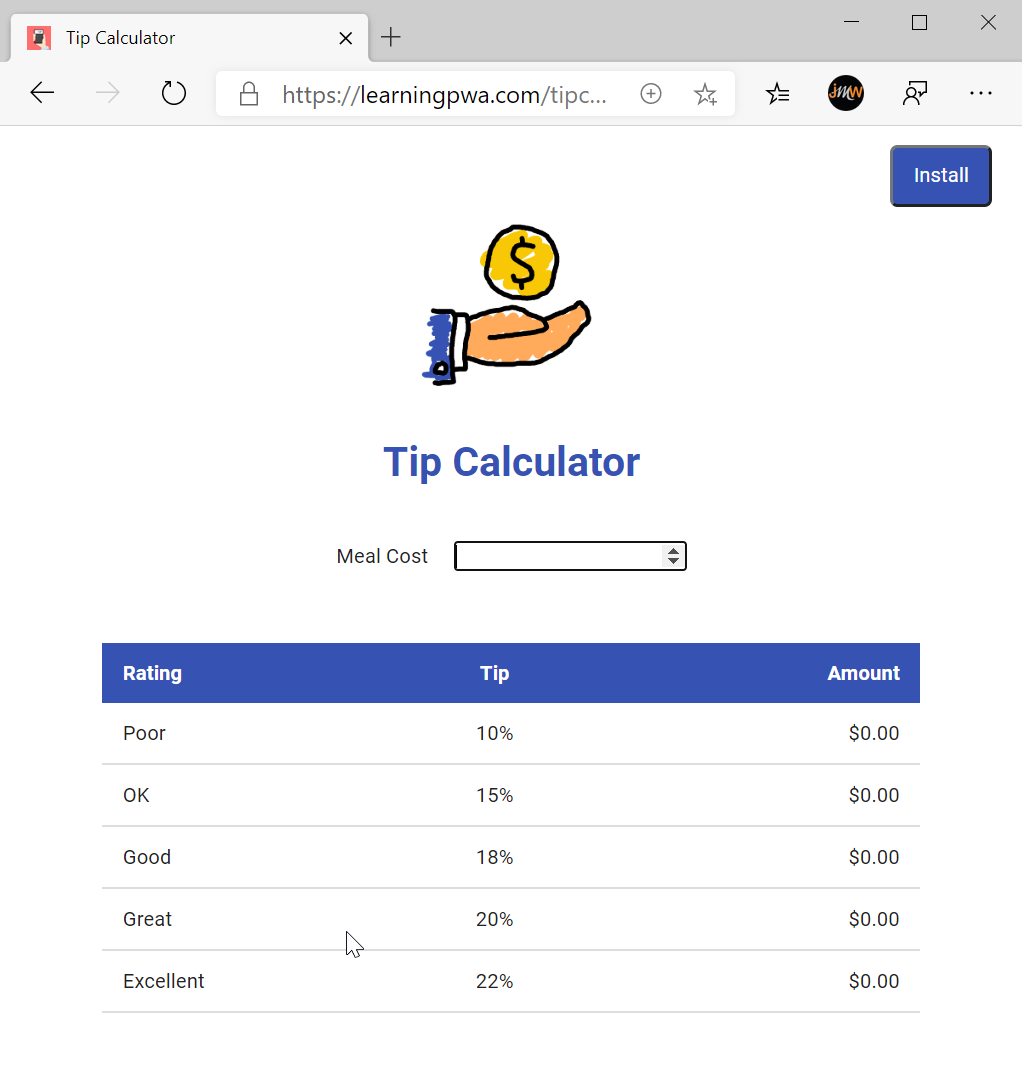 Tip Calculator
https://learningpwa.com/tipc...
jMW
Install
$
Tip Calculator
Meal Cost
Rating Tip Amount
Poor 10% $0.00
OK 15% $0.00
Good 18% $0.00
Great 20% $0.00
Excellent 22% $0.00